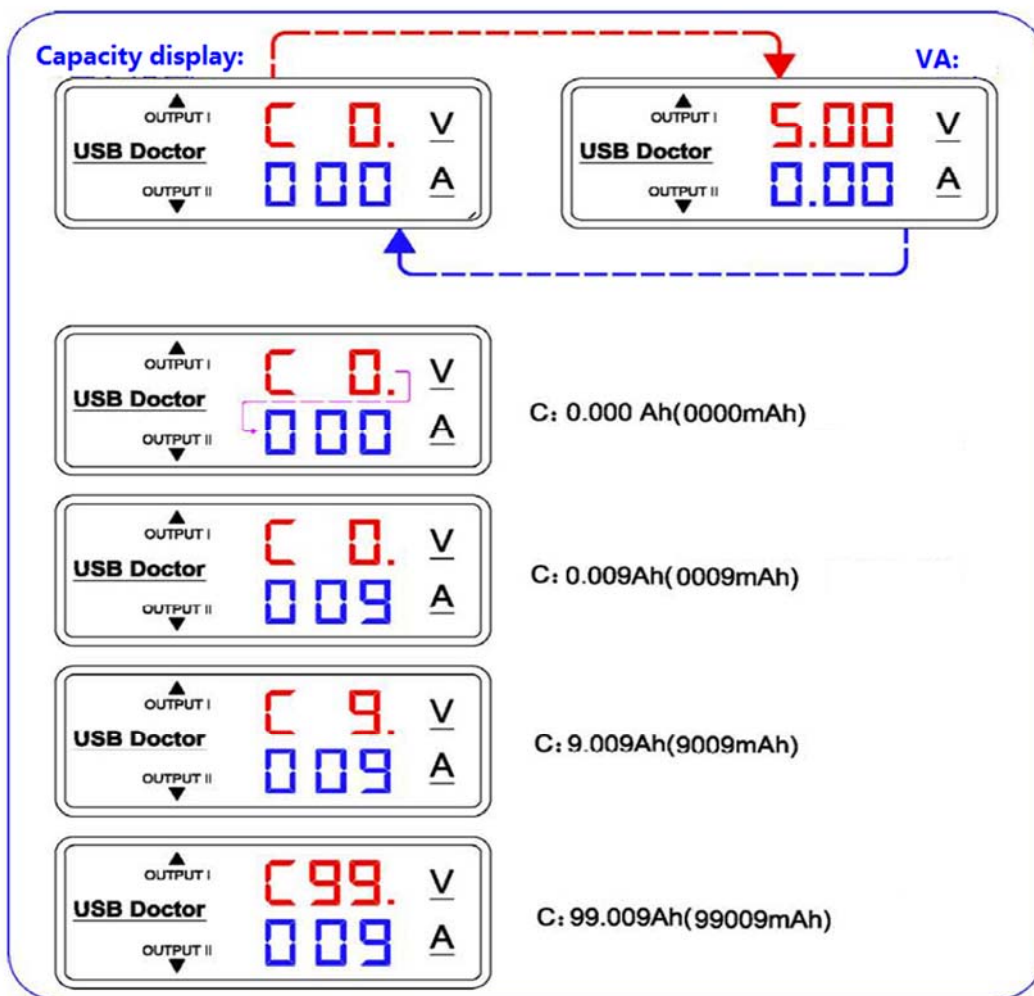 Capacity display:
VA:
OUTPUT I
C 0. V
USB Doctor
000 A
OUTPUT II
OUTPUT I
5.00 V
USB Doctor
0.00 A
OUTPUT II
OUTPUT I
C 0. V
USB Doctor
000 A
OUTPUT II
C: 0.000 Ah(0000mAh)
OUTPUT I
C 0. V
USB Doctor
009 A
OUTPUT II
C: 0.009Ah(0009mAh)
OUTPUT I
C 9. V
USB Doctor
009 A
OUTPUT II
C: 9.009Ah(9009mAh)
OUTPUT I
C99. V
USB Doctor
009 A
OUTPUT II
C: 99.009Ah(99009mAh)